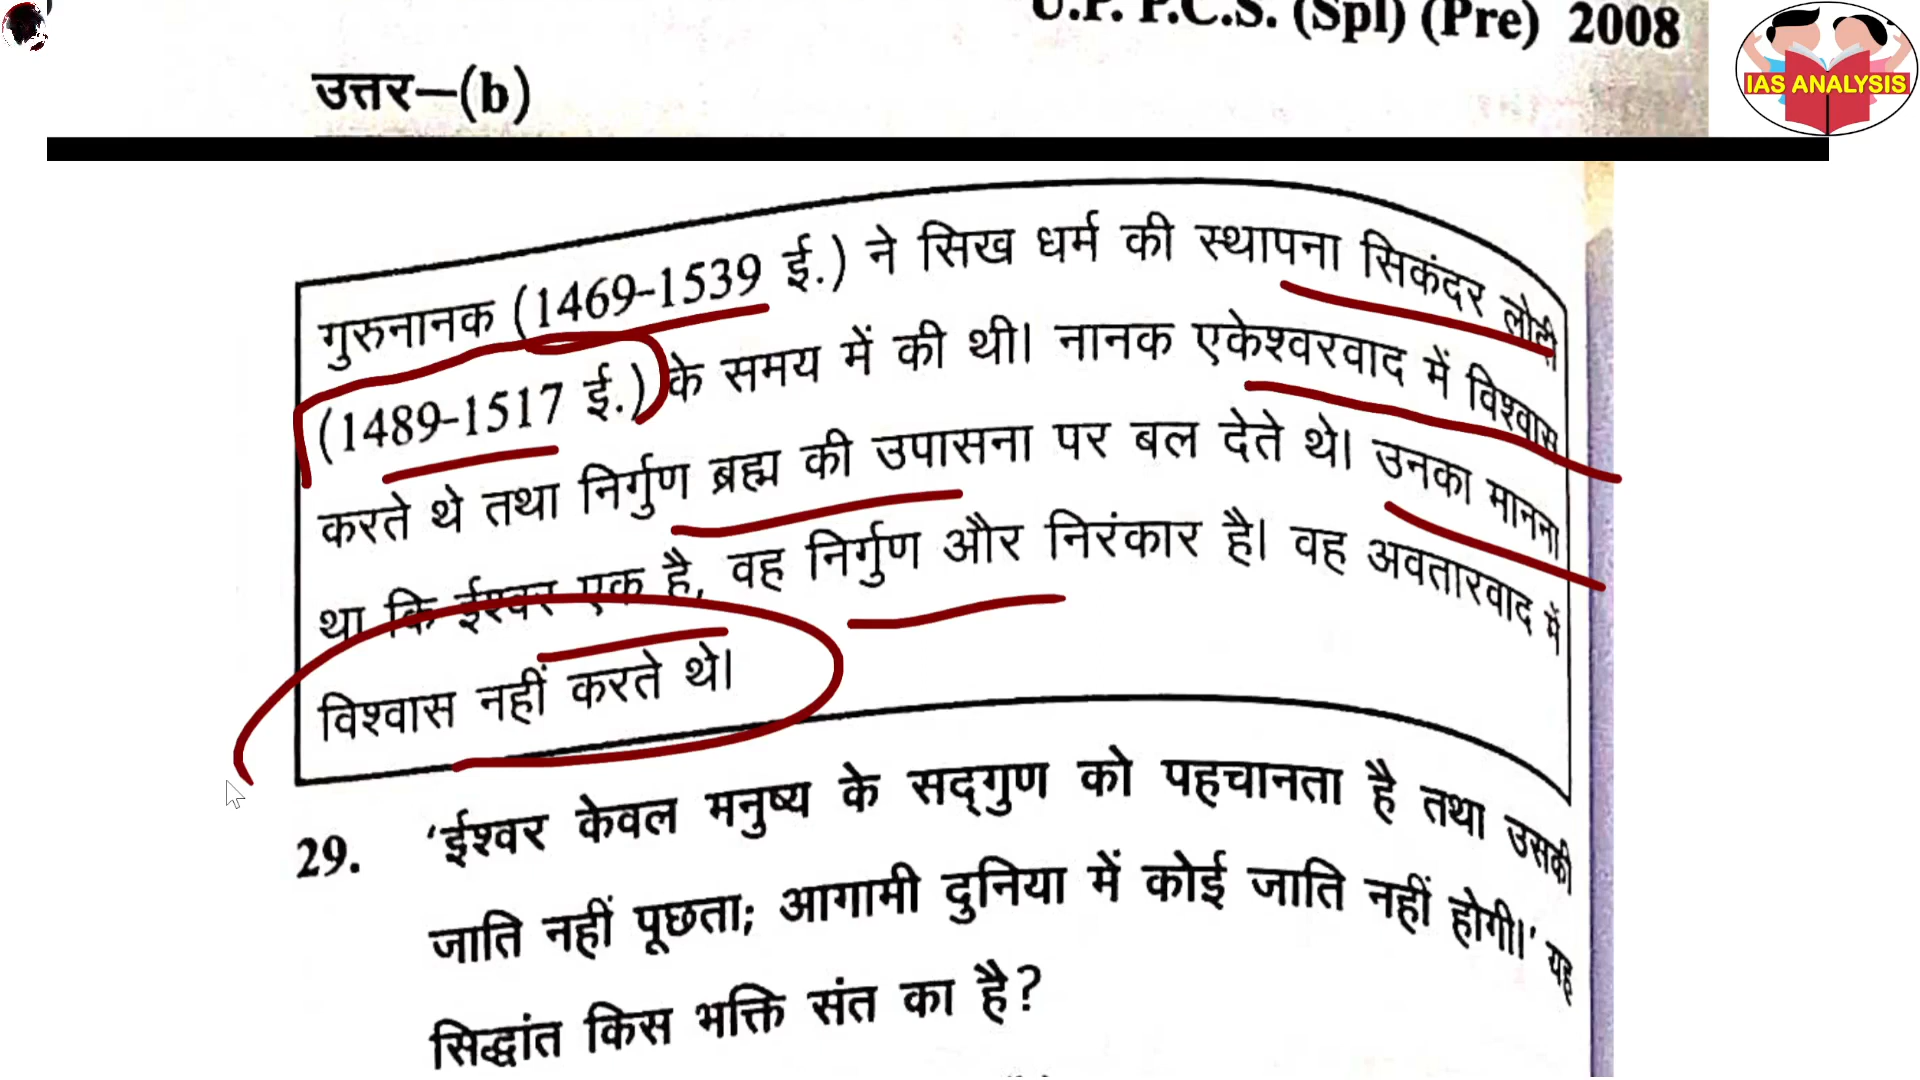 U.P. P.C.S. (Spl) (Pre) 2008
IAS ANALYSIS
उत्तर–(b)
गुरुनानक (1469-1539 ई.) ने सिख धर्म की स्थापना सिकंदर लोदी
(1489-1517 ई.) के समय में की थी। नानक एकेश्वरवाद में विश्वास
करते थे तथा निर्गुण ब्रह्म की उपासना पर बल देते थे। उनका मानना
था कि ईश्वर एक है, वह निर्गुण और निरंकार है। वह अवतारवाद में
विश्वास नहीं करते थे।
29. 'ईश्वर केवल मनुष्य के सद्गुण को पहचानता है तथा उसकी
जाति नहीं पूछता; आगामी दुनिया में कोई जाति नहीं होगी।' यह
सिद्धांत किस भक्ति संत का है?